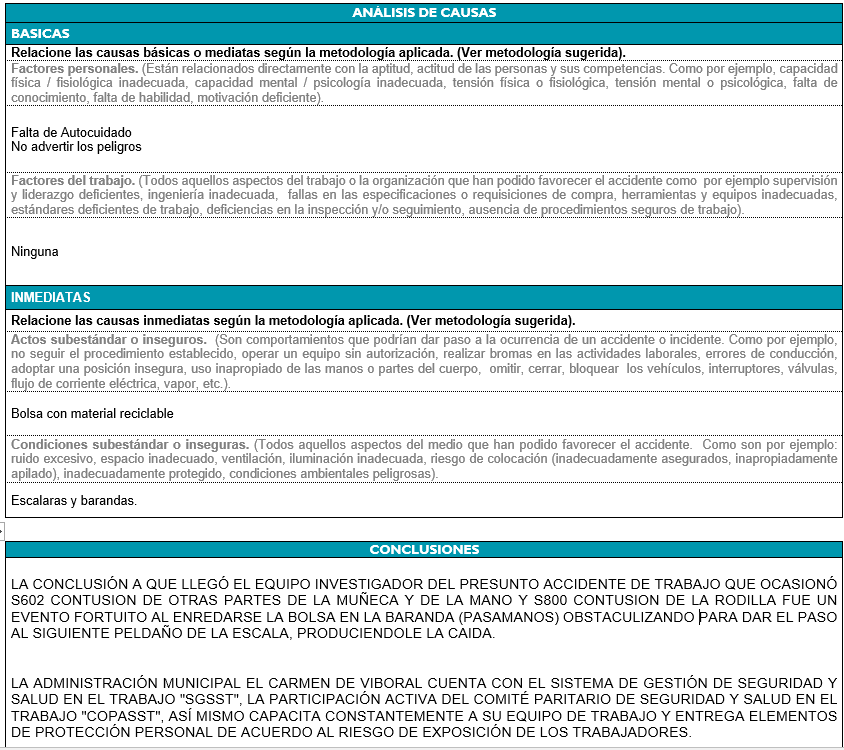 ANÁLISIS DE CAUSAS
BASICAS
Relacione las causas básicas o mediatas según la metodología aplicada. (Ver metodología sugerida).
Factores personales. (Están relacionados directamente con la aptitud, actitud de las personas y sus competencias. Como por ejemplo, capacidad
física / fisiológica inadecuada, capacidad mental / psicología inadecuada, tensión física o fisiológica, tensión mental o psicológica, falta de
conocimiento, falta de habilidad, motivación deficiente).
Falta de Autocuidado
No advertir los peligros
Factores del trabajo. (Todos aquellos aspectos del trabajo o la organización que han podido favorecer el accidente como por ejemplo supervisión
y liderazgo deficientes, ingeniería inadecuada, fallas en las especificaciones o requisiciones de compra, herramientas y equipos inadecuadas,
estándares deficientes de trabajo, deficiencias en la inspección y/o seguimiento, ausencia de procedimientos seguros de trabajo).
Ninguna
INMEDIATAS
Relacione las causas inmediatas según la metodología aplicada. (Ver metodología sugerida).
Actos subestándar o inseguros. (Son comportamientos que podrían dar paso a la ocurrencia de un accidente o incidente. Como por ejemplo,
no seguir el procedimiento establecido, operar un equipo sin autorización, realizar bromas en las actividades laborales, errores de conducción,
adoptar una posición insegura, uso inapropiado de las manos o partes del cuerpo, omitir, cerrar, bloquear los vehículos, interruptores, válvulas,
flujo de corriente eléctrica, vapor, etc.).
Bolsa con material reciclable
Condiciones subestándar o inseguras. (Todos aquellos aspectos del medio que han podido favorecer el accidente. Como son por ejemplo:
ruido excesivo, espacio inadecuado, ventilación, iluminación inadecuada, riesgo de colocación (inadecuadamente asegurados, inapropiadamente
apilado), inadecuadamente protegido, condiciones ambientales peligrosas).
Escalaras y barandas.
CONCLUSIONES
LA CONCLUSIÓN A QUE LLEGÓ EL EQUIPO INVESTIGADOR DEL PRESUNTO ACCIDENTE DE TRABAJO QUE OCASIONÓ
S602 CONTUSION DE OTRAS PARTES DE LA MUÑECA Y DE LA MANO Y S800 CONTUSION DE LA RODILLA FUE UN
EVENTO FORTUITO AL ENREDARSE LA BOLSA EN LA BARANDA (PASAMANOS) OBSTACULIZANDO PARA DAR EL PASO
AL SIGUIENTE PELDAÑO DE LA ESCALA, PRODUCIENDOLE LA CAIDA.
LA ADMINISTRACIÓN MUNICIPAL EL CARMEN DE VIBORAL CUENTA CON EL SISTEMA DE GESTIÓN DE SEGURIDAD Y
SALUD EN EL TRABAJO "SGSST", LA PARTICIPACIÓN ACTIVA DEL COMITÉ PARITARIO DE SEGURIDAD Y SALUD EN EL
TRABAJO "COPASST", ASÍ MISMO CAPACITA CONSTANTEMENTE A SU EQUIPO DE TRABAJO Y ENTREGA ELEMENTOS
DE PROTECCIÓN PERSONAL DE ACUERDO AL RIESGO DE EXPOSICIÓN DE LOS TRABAJADORES.